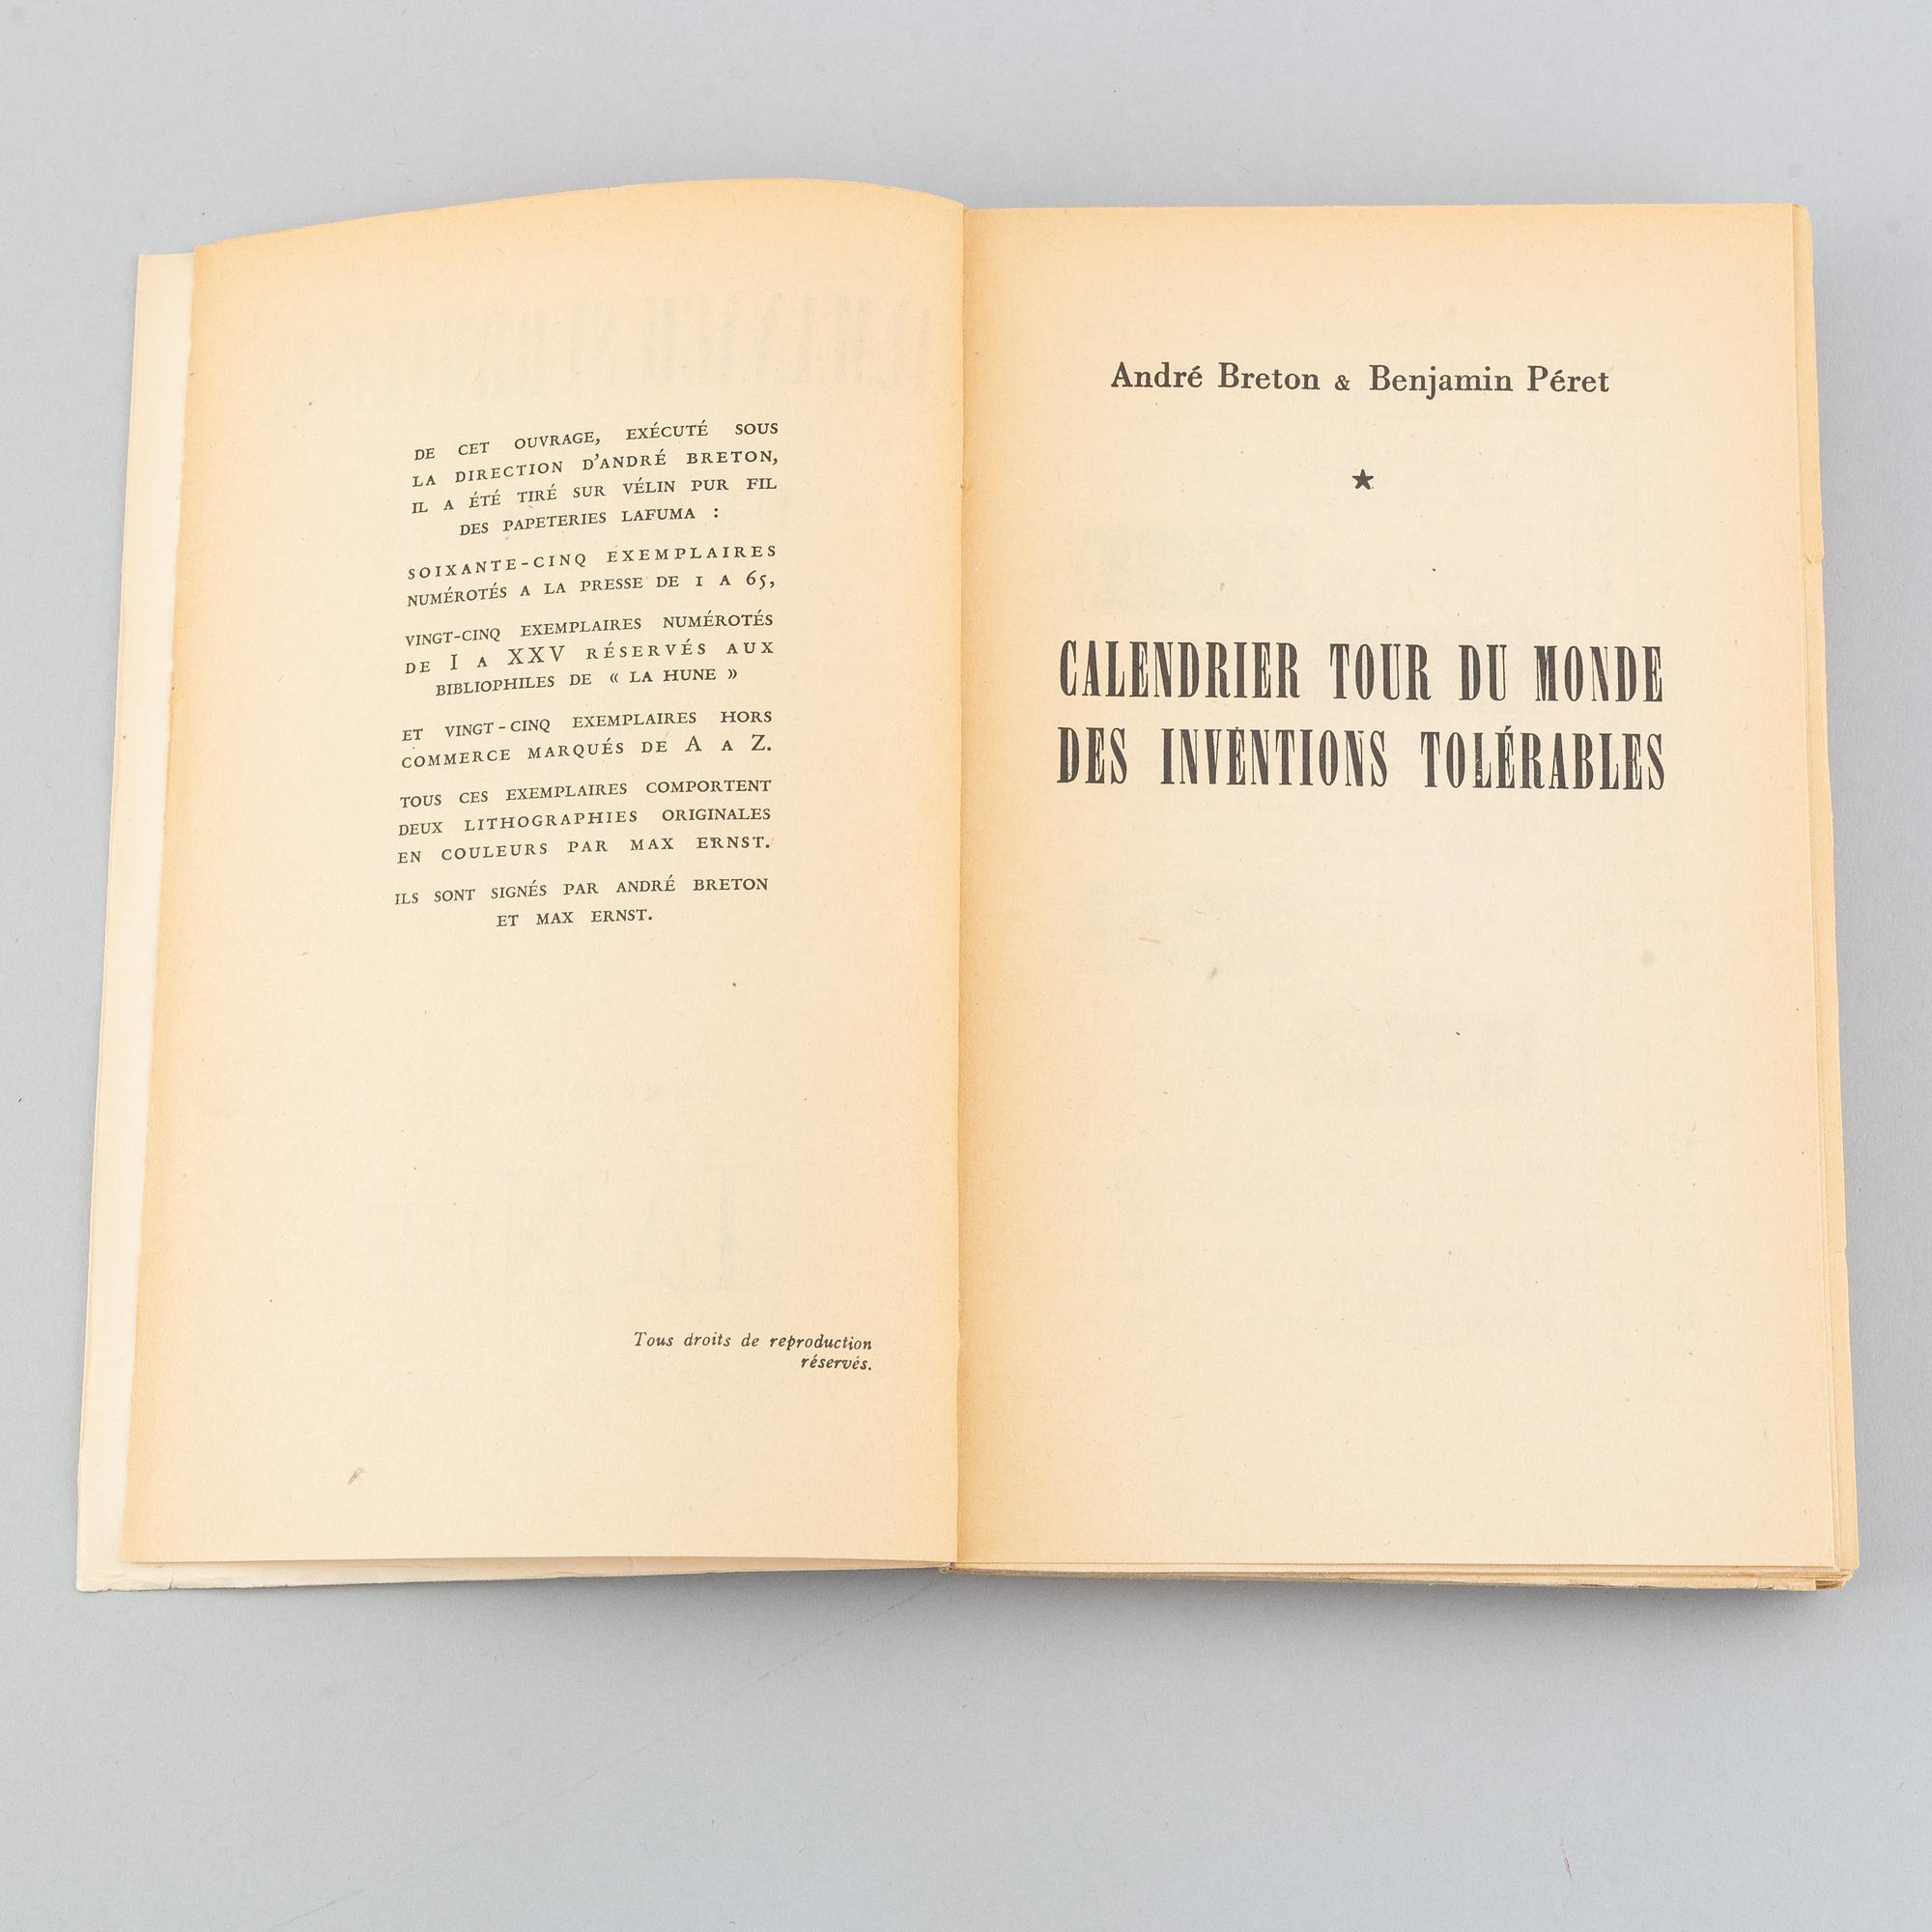 DE CET OUVRAGE, EXÉCUTÉ SOUS
LA DIRECTION D'ANDRÉ BRETON,
IL A ÉTÉ TIRÉ SUR VÉLIN PUR FIL
DES PAPETERIES LAFUMA :
SOIXANTE-CINQ EXEMPLAIRES
NUMÉROTÉS A LA PRESSE DE 1 A 65,
VINGT-CINQ EXEMPLAIRES NUMÉROTÉS
DE I A XXV RÉSERVÉS AUX
BIBLIOPHILES DE « LA HUNE »
ET VINGT-CINQ EXEMPLAIRES HORS
COMMERCE MARQUÉS DE A A Z.
TOUS CES EXEMPLAIRES COMPORTENT
DEUX LITHOGRAPHIES ORIGINALES
EN COULEURS PAR MAX ERNST.
ILS SONT SIGNÉS PAR ANDRÉ BRETON
ET MAX ERNST.
Tous droits de reproduction
réservés.
André Breton & Benjamin Péret
★
CALENDRIER TOUR DU MONDE
DES INVENTIONS TOLÉRABLES